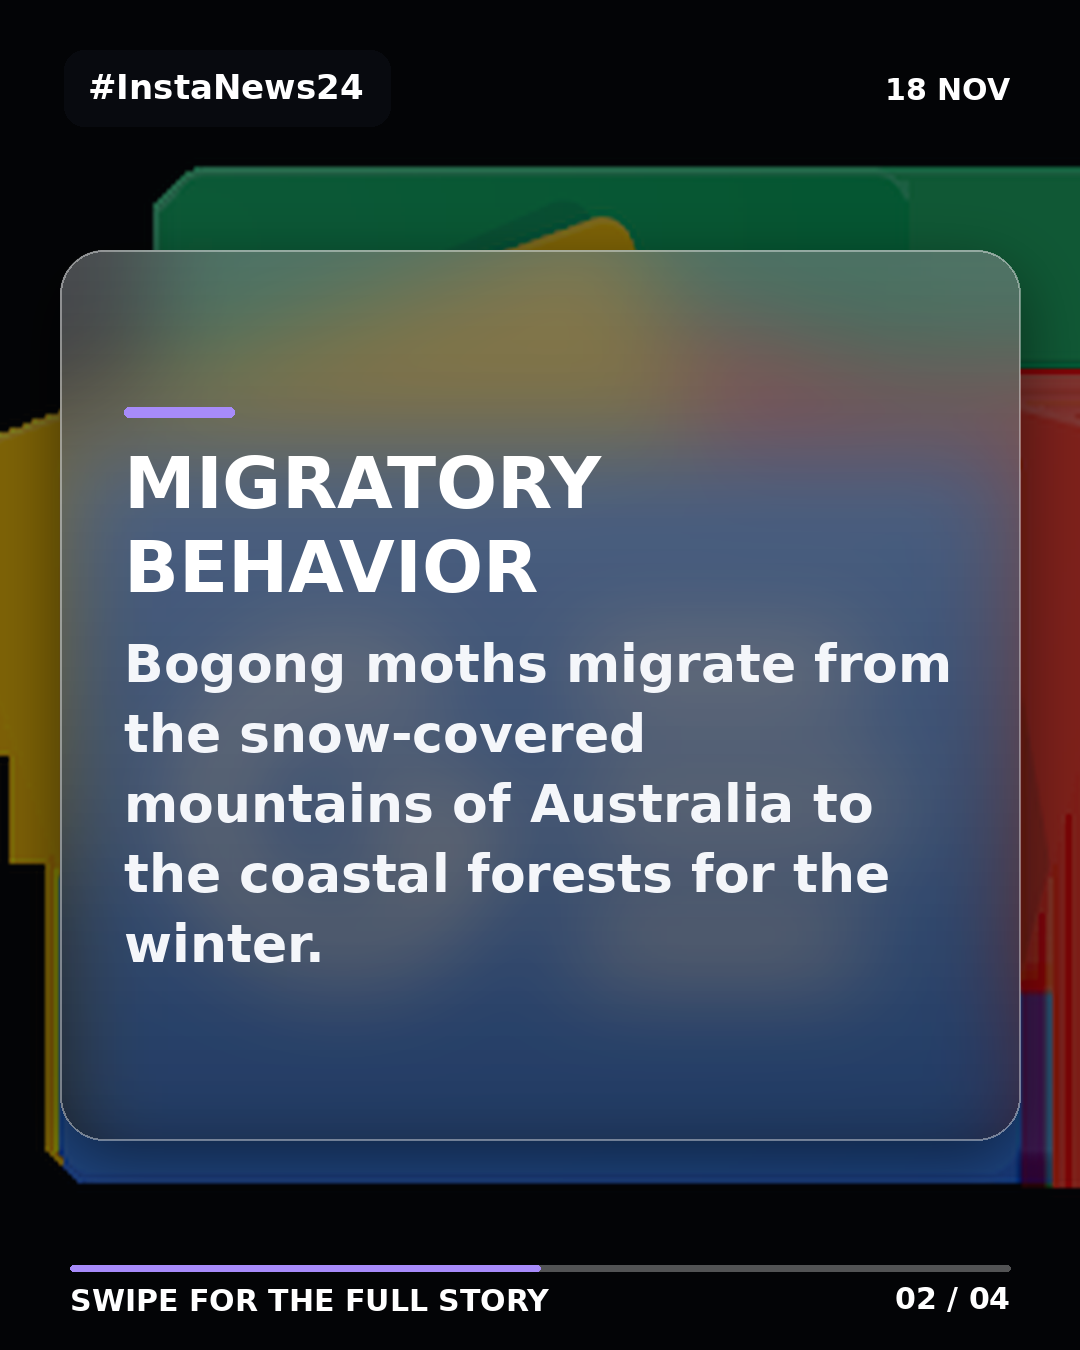 #InstaNews24
18 NOV
MIGRATORY
BEHAVIOR
Bogong moths migrate from
the snow-covered
mountains of Australia to
the coastal forests for the
winter.
SWIPE FOR THE FULL STORY
02 / 04